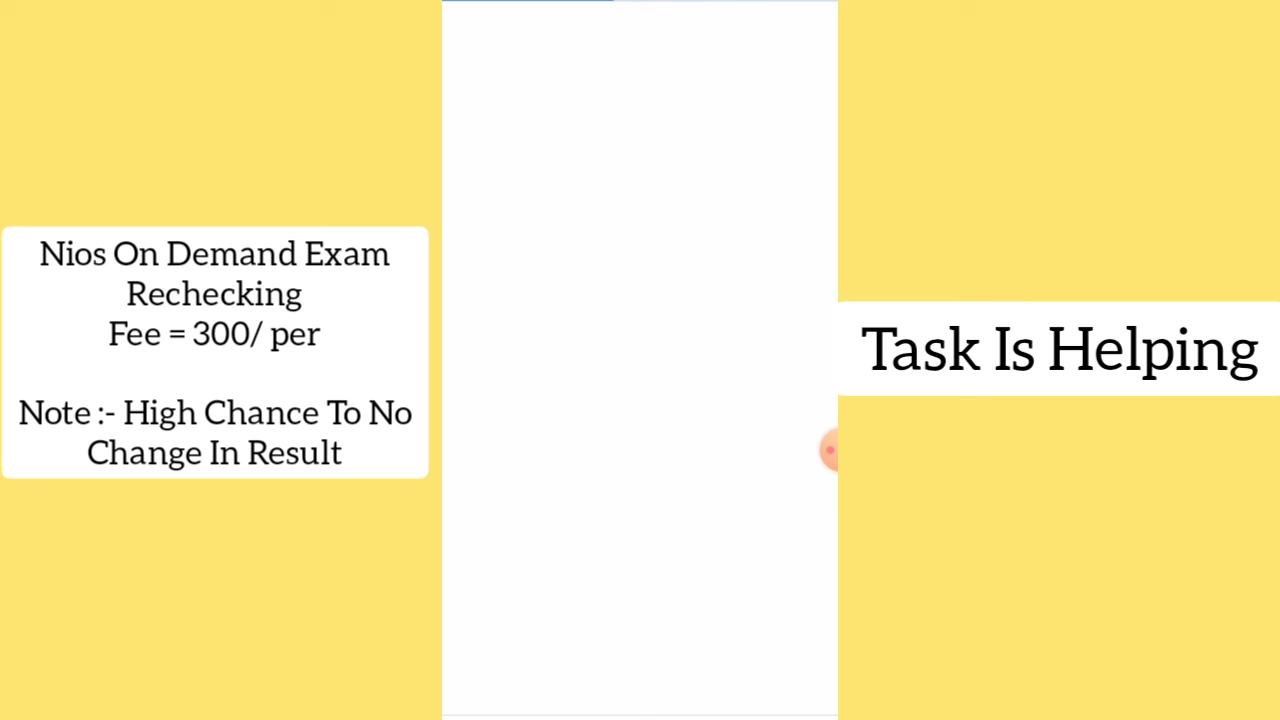 Nios On Demand Exam
Rechecking
Fee = 300/ per
Note :- High Chance To No
Change In Result
Task Is Helping